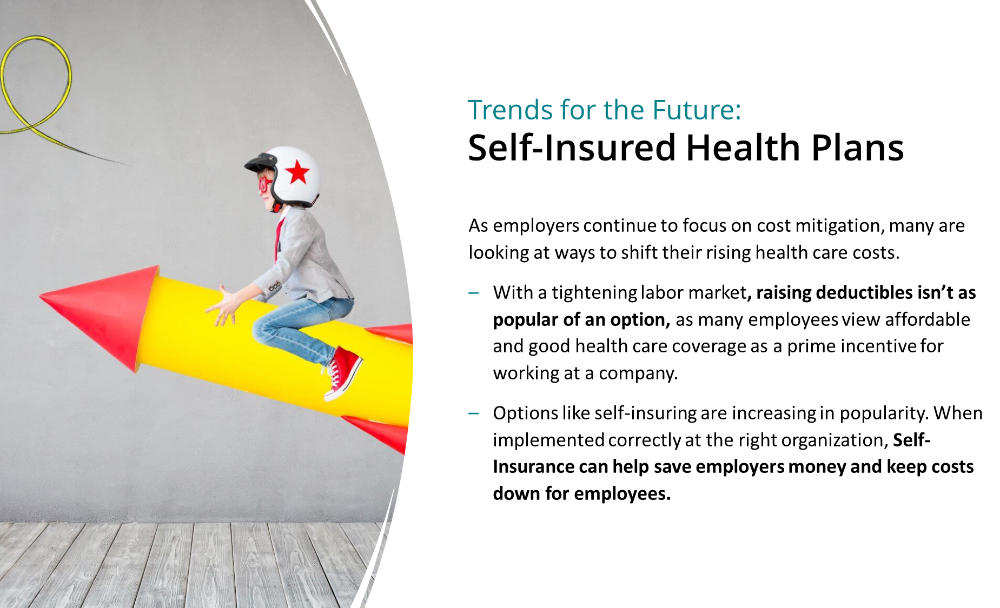 Trends for the Future:
Self-Insured Health Plans
As employers continue to focus on cost mitigation, many are
looking at ways to shift their rising health care costs.
– With a tightening labor market, raising deductibles isn’t as
popular of an option, as many employees view affordable
and good health care coverage as a prime incentive for
working at a company.
– Options like self-insuring are increasing in popularity. When
implemented correctly at the right organization, Self-
Insurance can help save employers money and keep costs
down for employees.